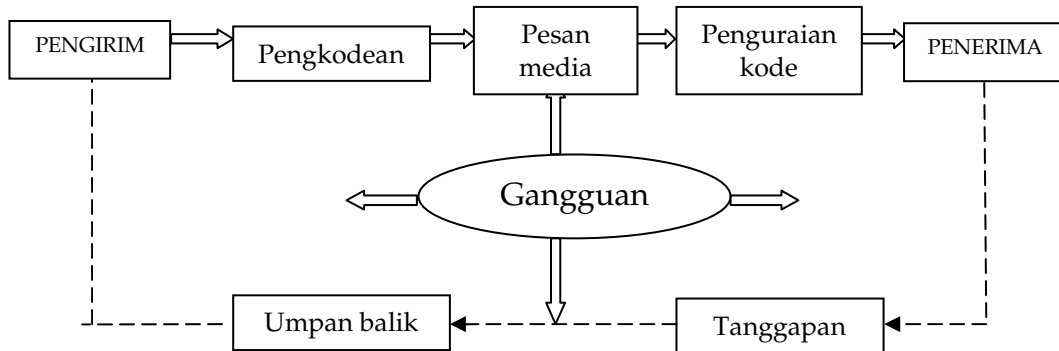 PENGIRIM
Pengkodean
Pesan
media
Penguraian
kode
PENERIMA
Gangguan
Umpan balik
Tanggapan